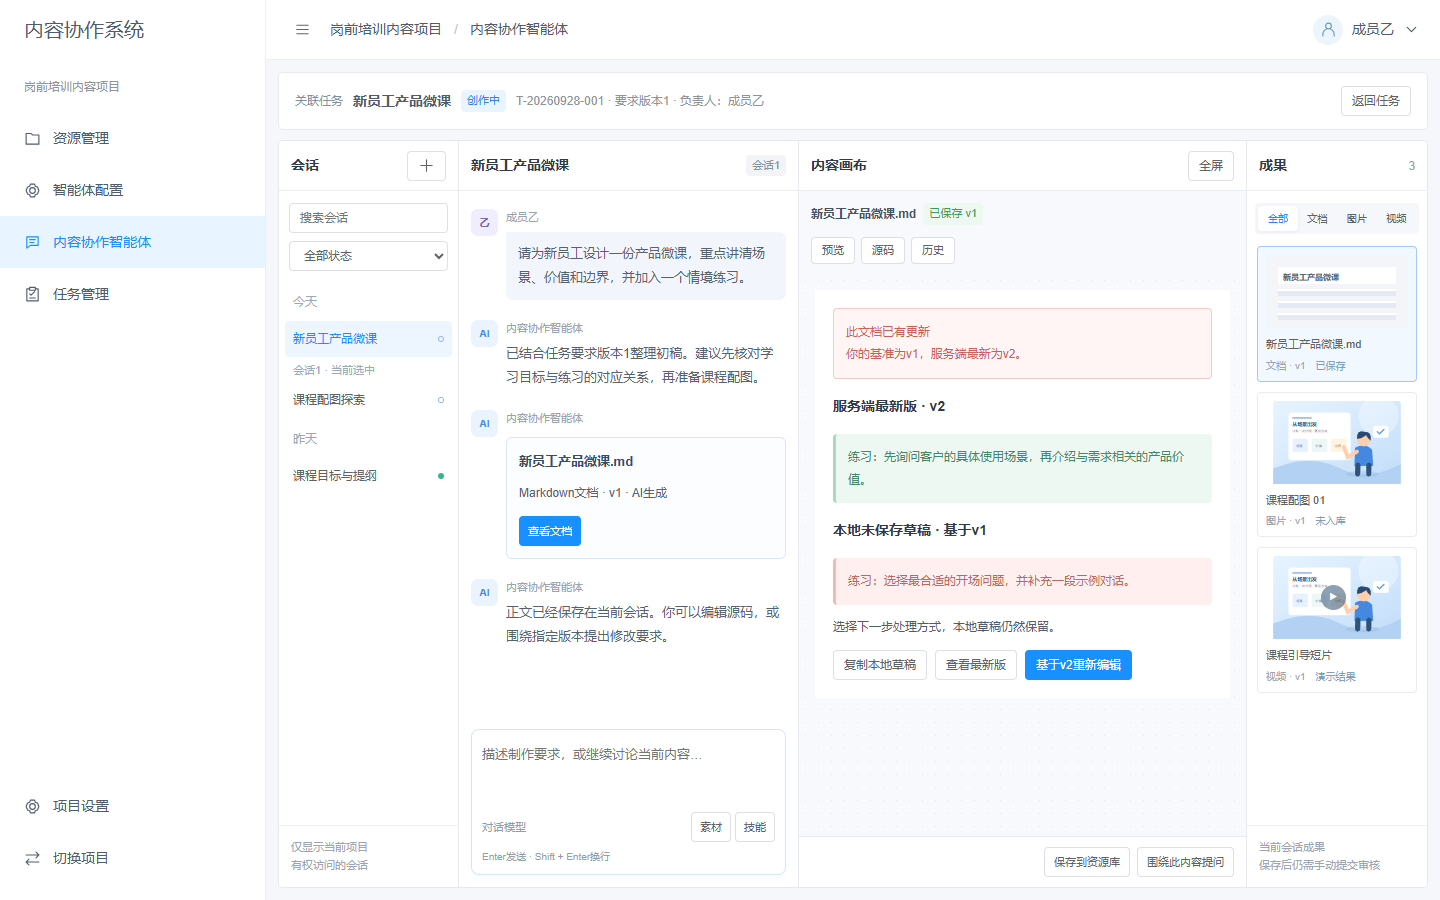 内容协作系统
岗前培训内容项目
资源管理
智能体配置
内容协作智能体
任务管理
项目设置
切换项目
岗前培训内容项目 / 内容协作智能体
成员乙
关联任务 新员工产品微课 创作中 T-20260928-001 · 要求版本1 · 负责人：成员乙
返回任务
会话
搜索会话
全部状态
今天
新员工产品微课
会话1 · 当前选中
课程配图探索
昨天
课程目标与提纲
仅显示当前项目
有权访问的会话
新员工产品微课 会话1
乙
成员乙
请为新员工设计一份产品微课，重点讲清场
景、价值和边界，并加入一个情境练习。
AI
内容协作智能体
已结合任务要求版本1整理初稿。建议先核对学
习目标与练习的对应关系，再准备课程配图。
AI
内容协作智能体
新员工产品微课.md
Markdown文档 · v1 · AI生成
查看文档
AI
内容协作智能体
正文已经保存在当前会话。你可以编辑源码，或
围绕指定版本提出修改要求。
描述制作要求，或继续讨论当前内容...
对话模型 素材 技能
Enter发送 · Shift + Enter换行
内容画布 全屏
新员工产品微课.md 已保存 v1
预览 源码 历史
此文档已有更新
你的基准为v1，服务端最新为v2。
服务端最新版 · v2
练习：先询问客户的具体使用场景，再介绍与需求相关的产品价
值。
本地未保存草稿 · 基于v1
练习：选择最合适的开场问题，并补充一段示例对话。
选择下一步处理方式，本地草稿仍然保留。
复制本地草稿 查看最新版 基于v2重新编辑
保存到资源库 围绕此内容提问
成果 3
全部 文档 图片 视频
新员工产品微课
新员工产品微课.md
文档 · v1 已保存
从场景出发
课程配图 01
图片 · v1 未入库
从场景出发
课程引导短片
视频 · v1 演示结果
当前会话成果
保存后仍需手动提交审核